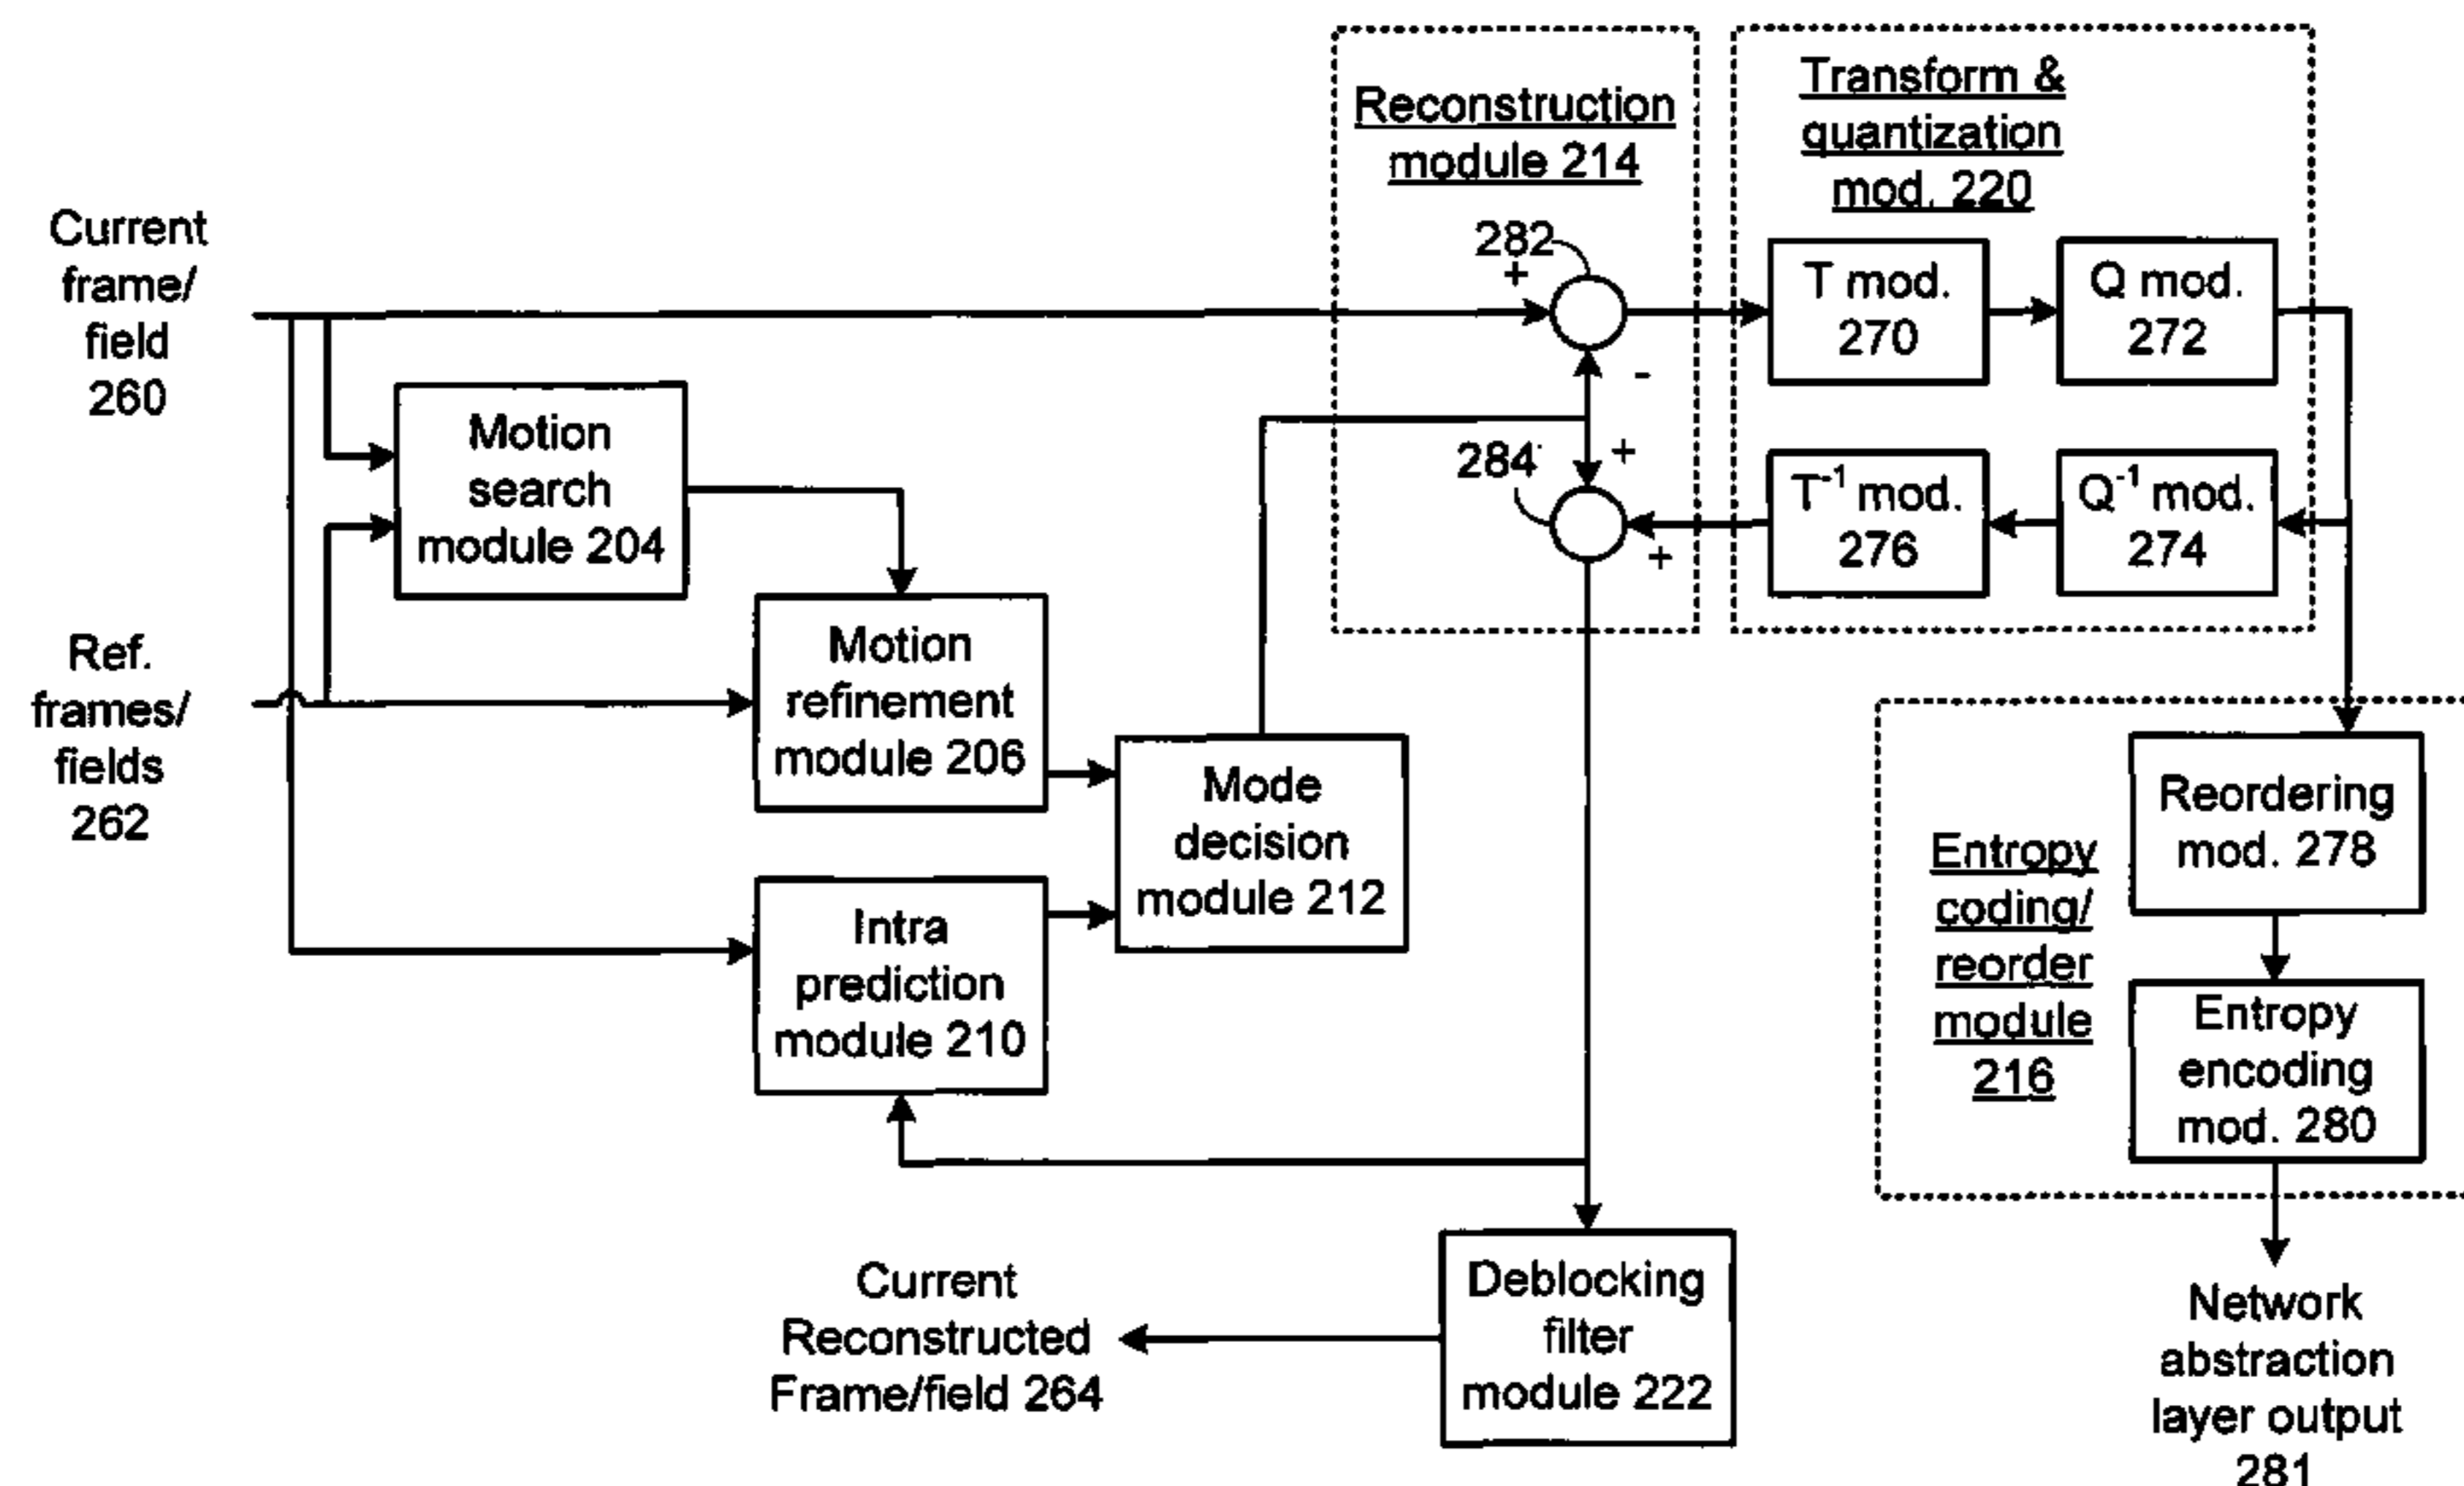 Reconstruction
module 214
Transform &
quantization
mod. 220
Current
frame/
field
260
282
+
-
T mod.
270
Q mod.
272
Motion
search
module 204
284
+
+
T⁻¹ mod.
276
Q⁻¹ mod.
274
Ref.
frames/
fields
262
Motion
refinement
module 206
Mode
decision
module 212
Intra
prediction
module 210
Entropy
coding/
reorder
module
216
Reordering
mod. 278
Entropy
encoding
mod. 280
Current
Reconstructed
Frame/field 264
Deblocking
filter
module 222
Network
abstraction
layer output
281